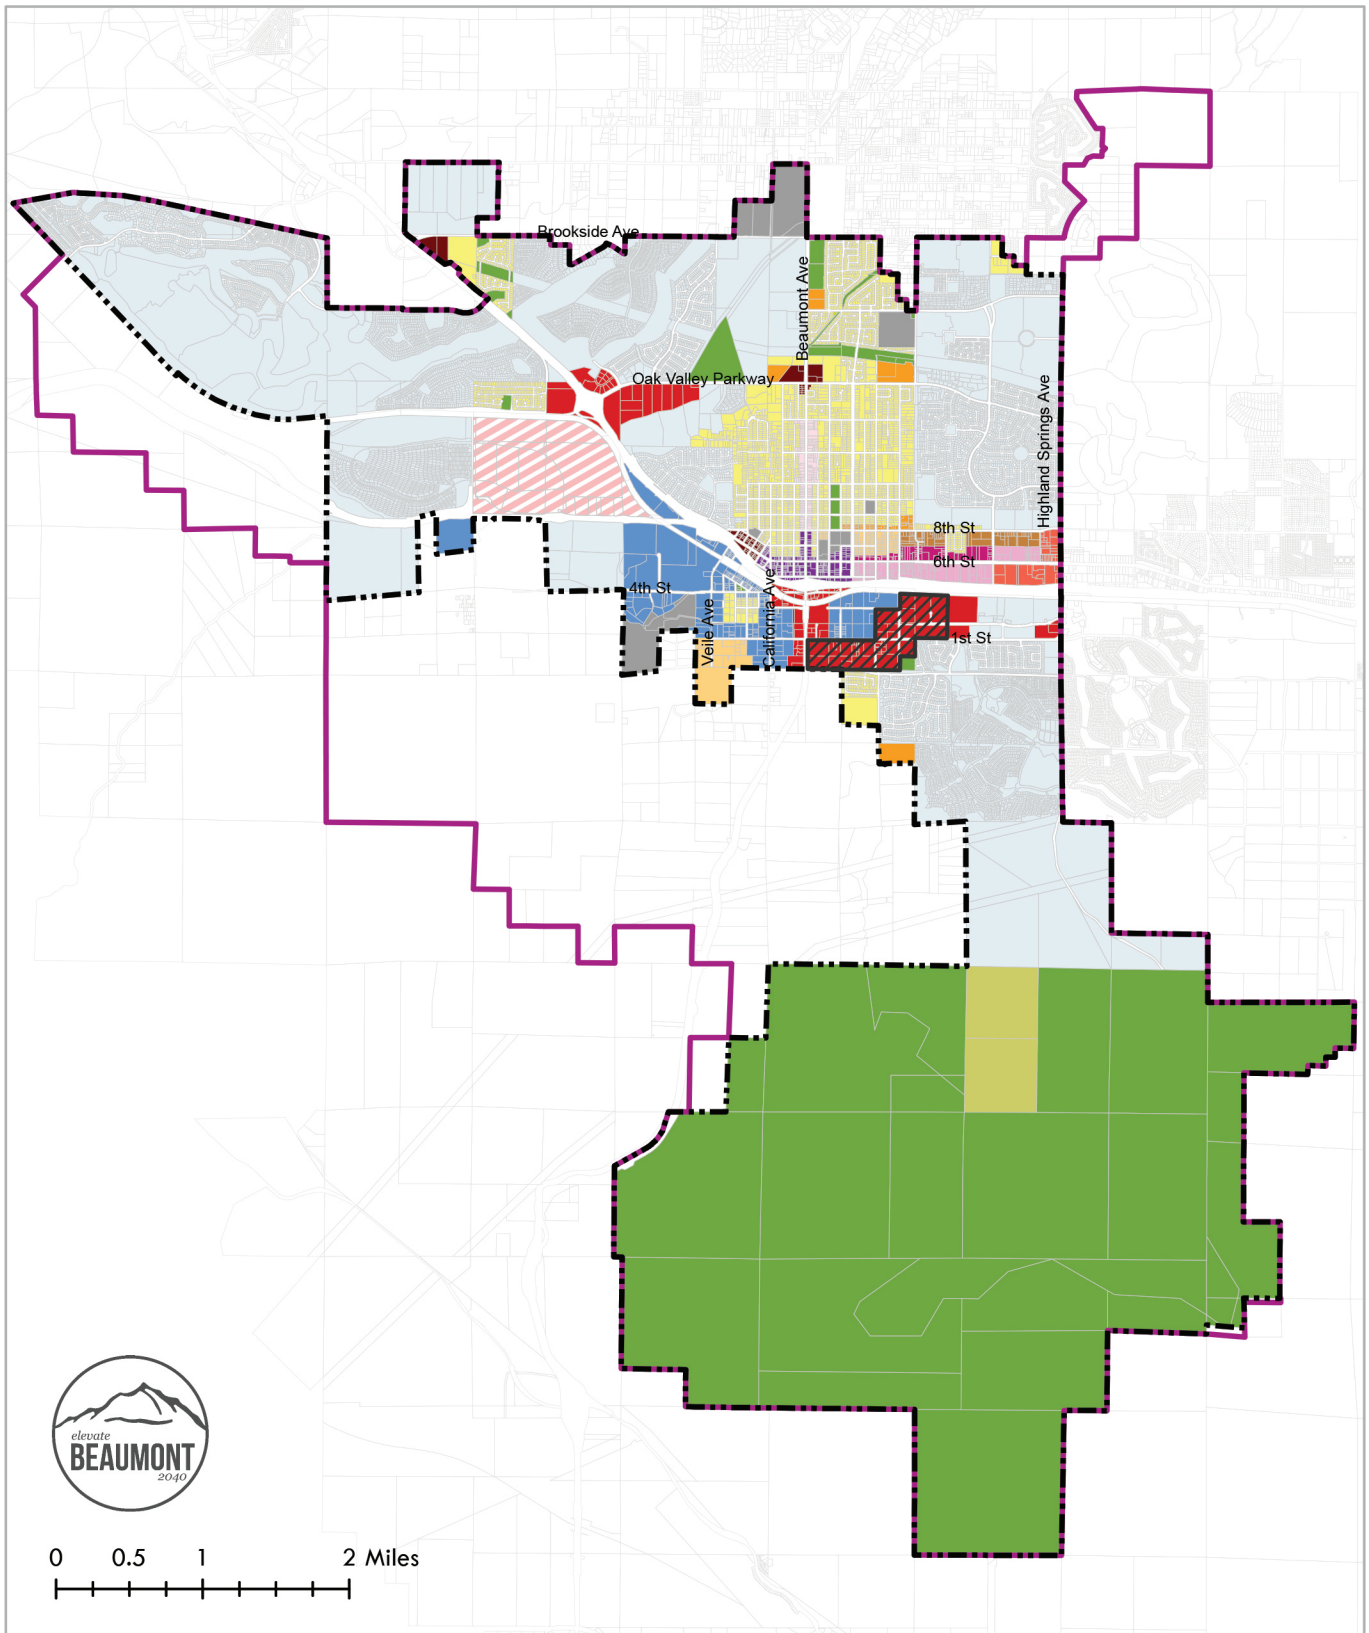 Brookside Ave
Beaumont Ave
Oak Valley Parkway
Highland Springs Ave
8th St
6th St
4th St
California Ave
Veile Ave
1st St
elevate
BEAUMONT
2040
0 0.5 1 2 Miles